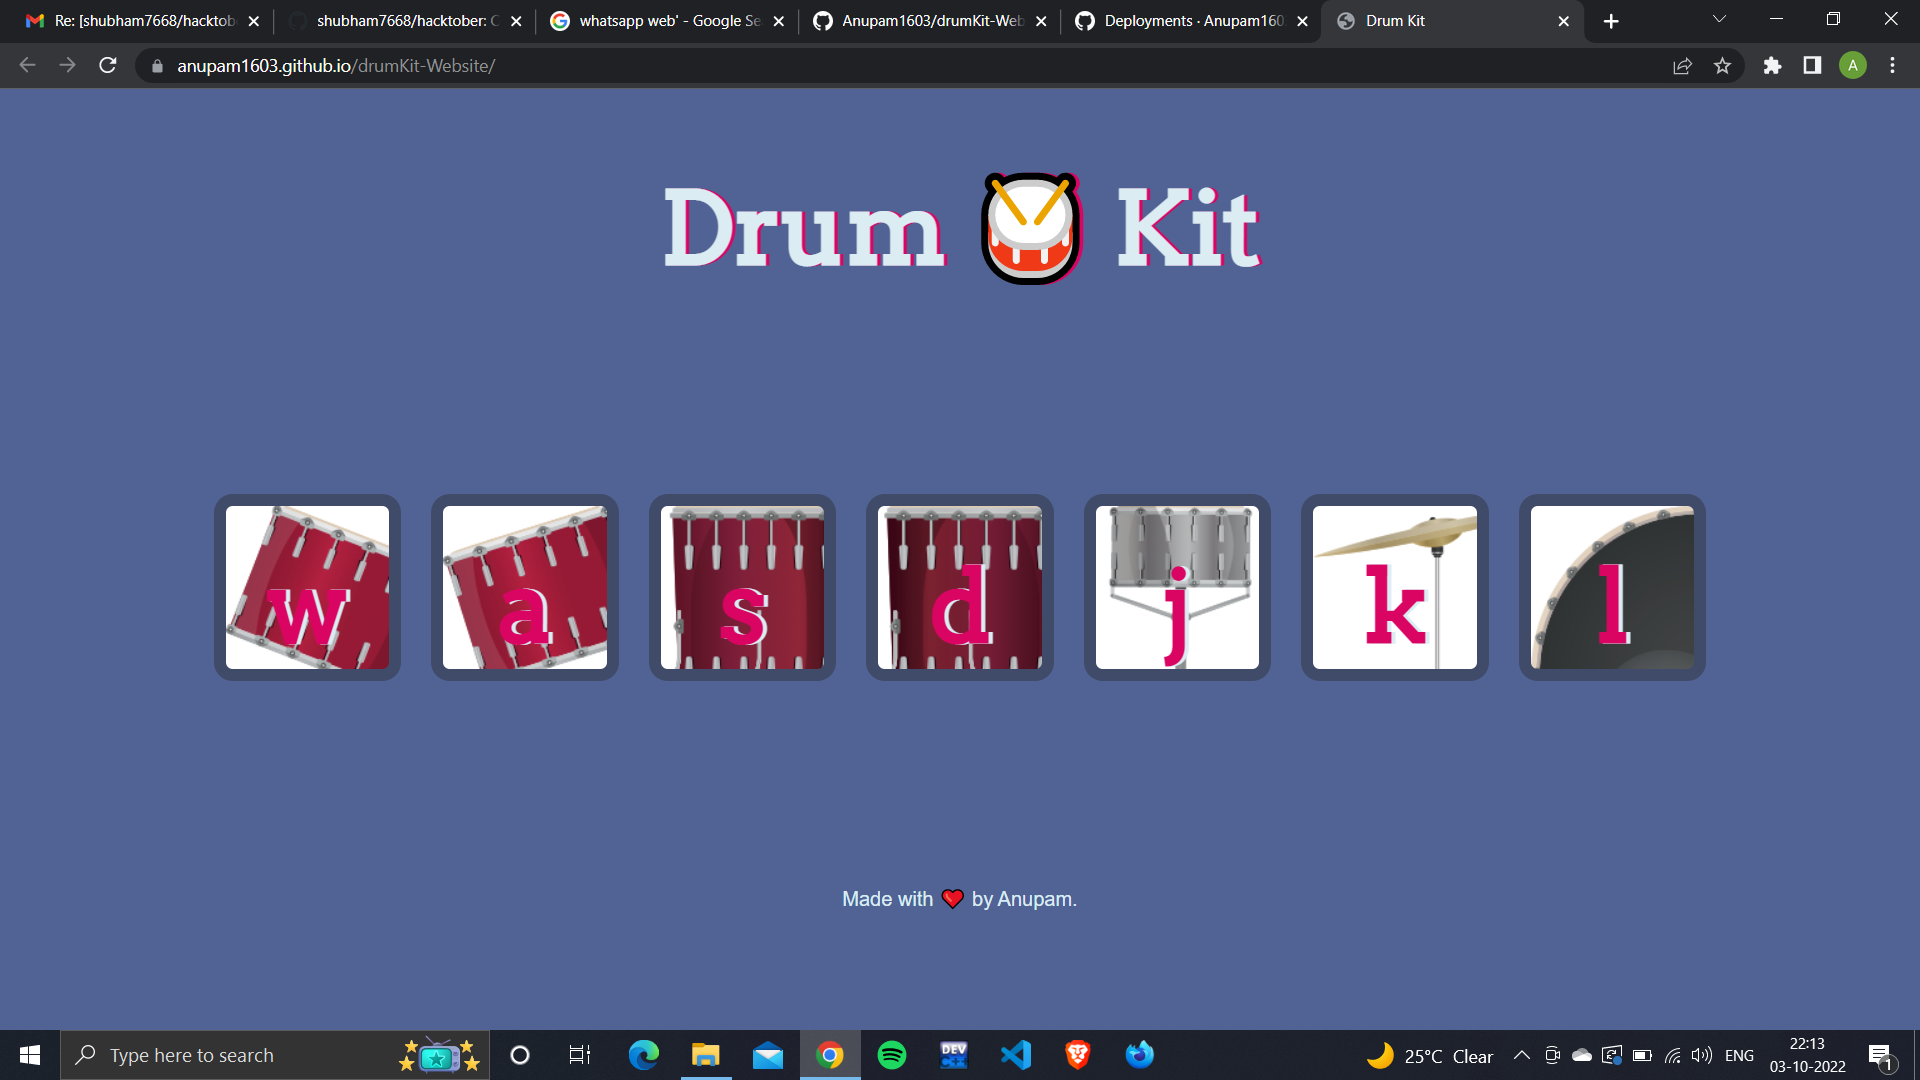 Re: [shubham7668/hacktob
shubham7668/hacktober: C
whatsapp web' - Google Se
Anupam1603/drumKit-Web
Deployments · Anupam160
Drum Kit
anupam1603.github.io/drumKit-Website/
A
Drum Kit
w a s d j k l
Made with ❤ by Anupam.
Type here to search
DEV
C++
25°C Clear
ENG
22:13
03-10-2022
1